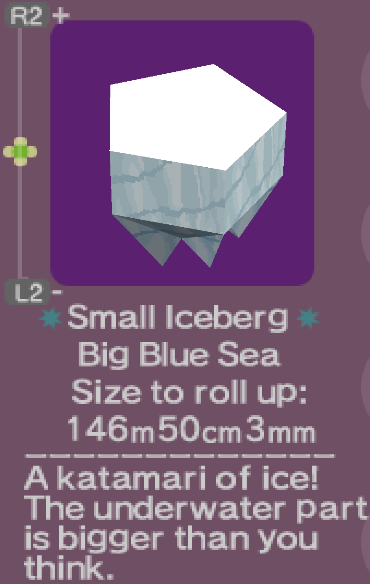 R2 +
L2 -
Small Iceberg
Big Blue Sea
Size to roll up:
146m50cm3mm
A katamari of ice!
The underwater part
is bigger than you
think.